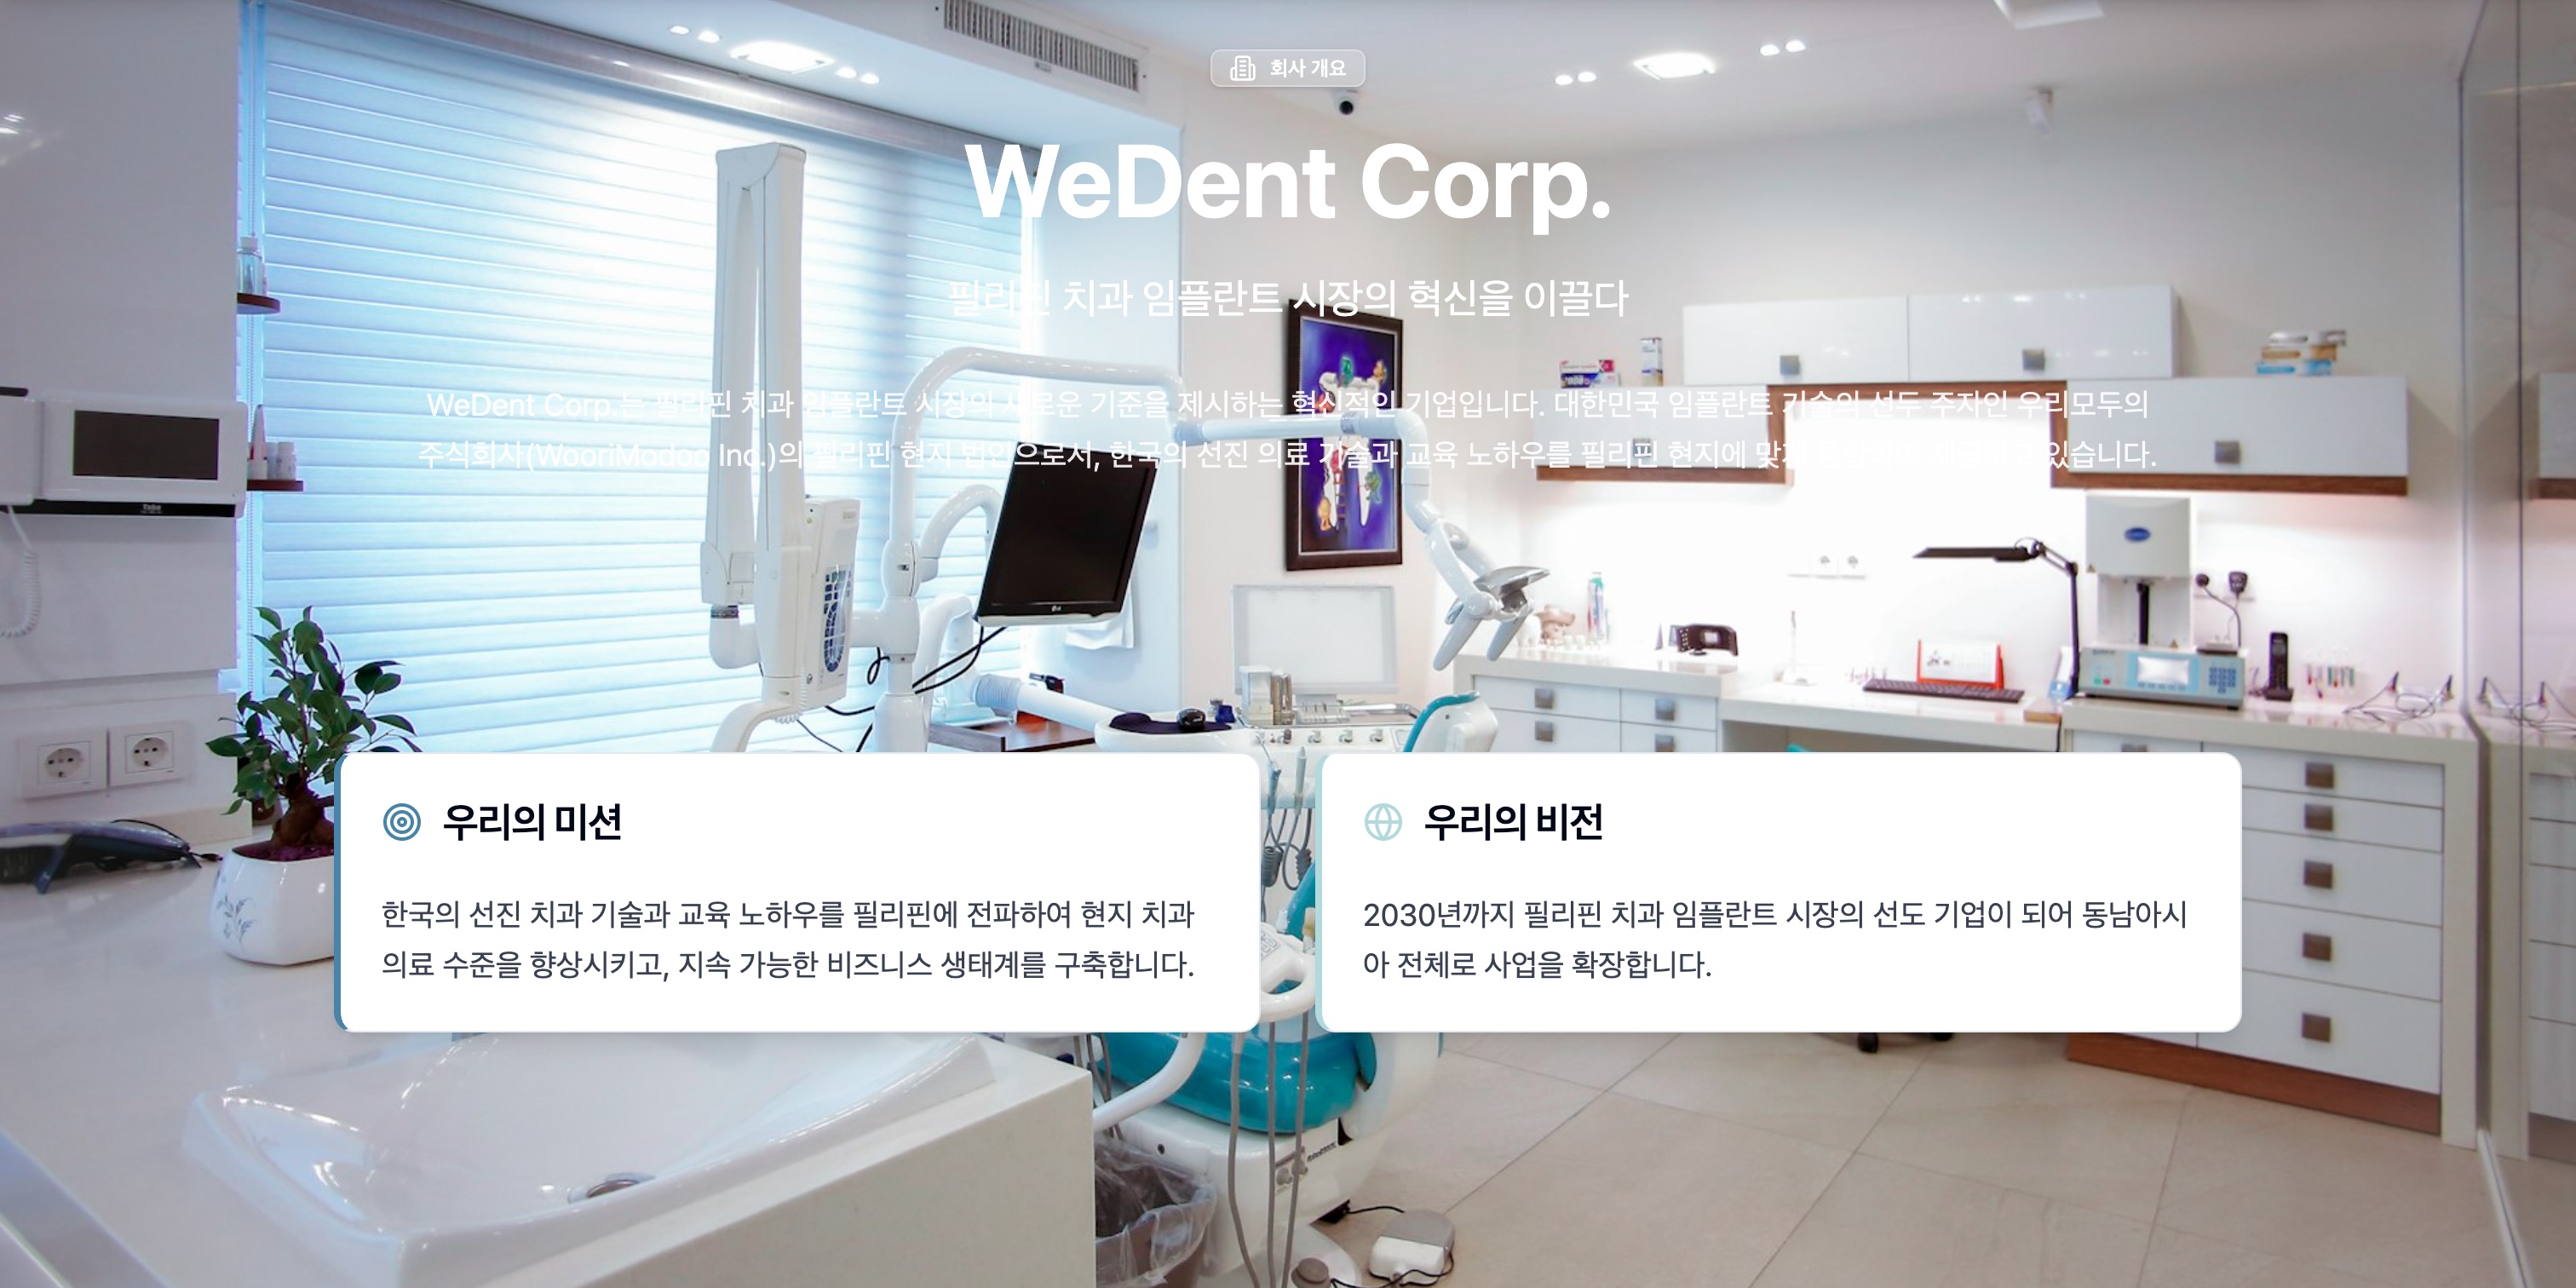 회사 개요
WeDent Corp.
필리핀 치과 임플란트 시장의 혁신을 이끌다
WeDent Corp.는 필리핀 치과 임플란트 시장의 새로운 기준을 제시하는 혁신적인 기업입니다. 대한민국 임플란트 기술의 선두 주자인 우리모두의
주식회사(WooriModoo Inc.)의 필리핀 현지 법인으로서, 한국의 선진 의료 기술과 교육 노하우를 필리핀 현지에 있습니다.
우리의 미션
한국의 선진 치과 기술과 교육 노하우를 필리핀에 전파하여 현지 치과
의료 수준을 향상시키고, 지속 가능한 비즈니스 생태계를 구축합니다.
우리의 비전
2030년까지 필리핀 치과 임플란트 시장의 선도 기업이 되어 동남아시
아 전체로 사업을 확장합니다.